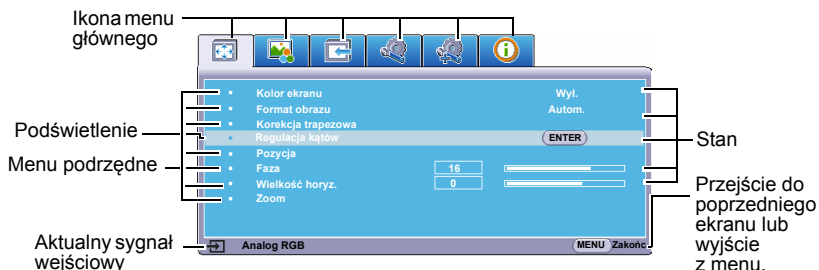 Ikona menu
głównego
Kolor ekranu Wył.
Format obrazu Autom.
Korekcja trapezowa
Podświetlenie Regulacja kątów ENTER Stan
Pozycja
Menu podrzędne Faza 16
Wielkość horyz. 0
Zoom
Przejście do
poprzedniego
ekranu lub
wyjście
z menu.
Aktualny sygnał
wejściowy
Analog RGB MENU Zakońc